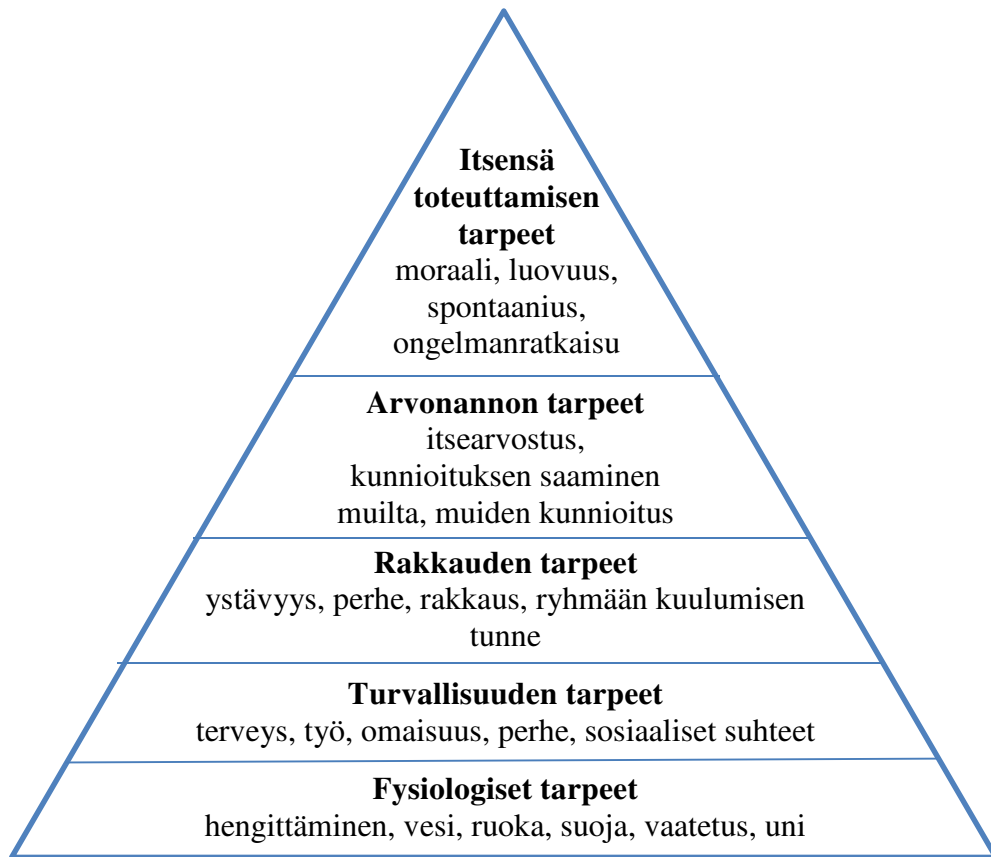 Itsensä
toteuttamisen
tarpeet
moraali, luovuus,
spontaanius,
ongelmanratkaisu
Arvonannon tarpeet
itsearvostus,
kunnioituksen saaminen
muilta, muiden kunnioitus
Rakkauden tarpeet
ystävyys, perhe, rakkaus, ryhmään kuulumisen
tunne
Turvallisuuden tarpeet
terveys, työ, omaisuus, perhe, sosiaaliset suhteet
Fysiologiset tarpeet
hengittäminen, vesi, ruoka, suoja, vaatetus, uni